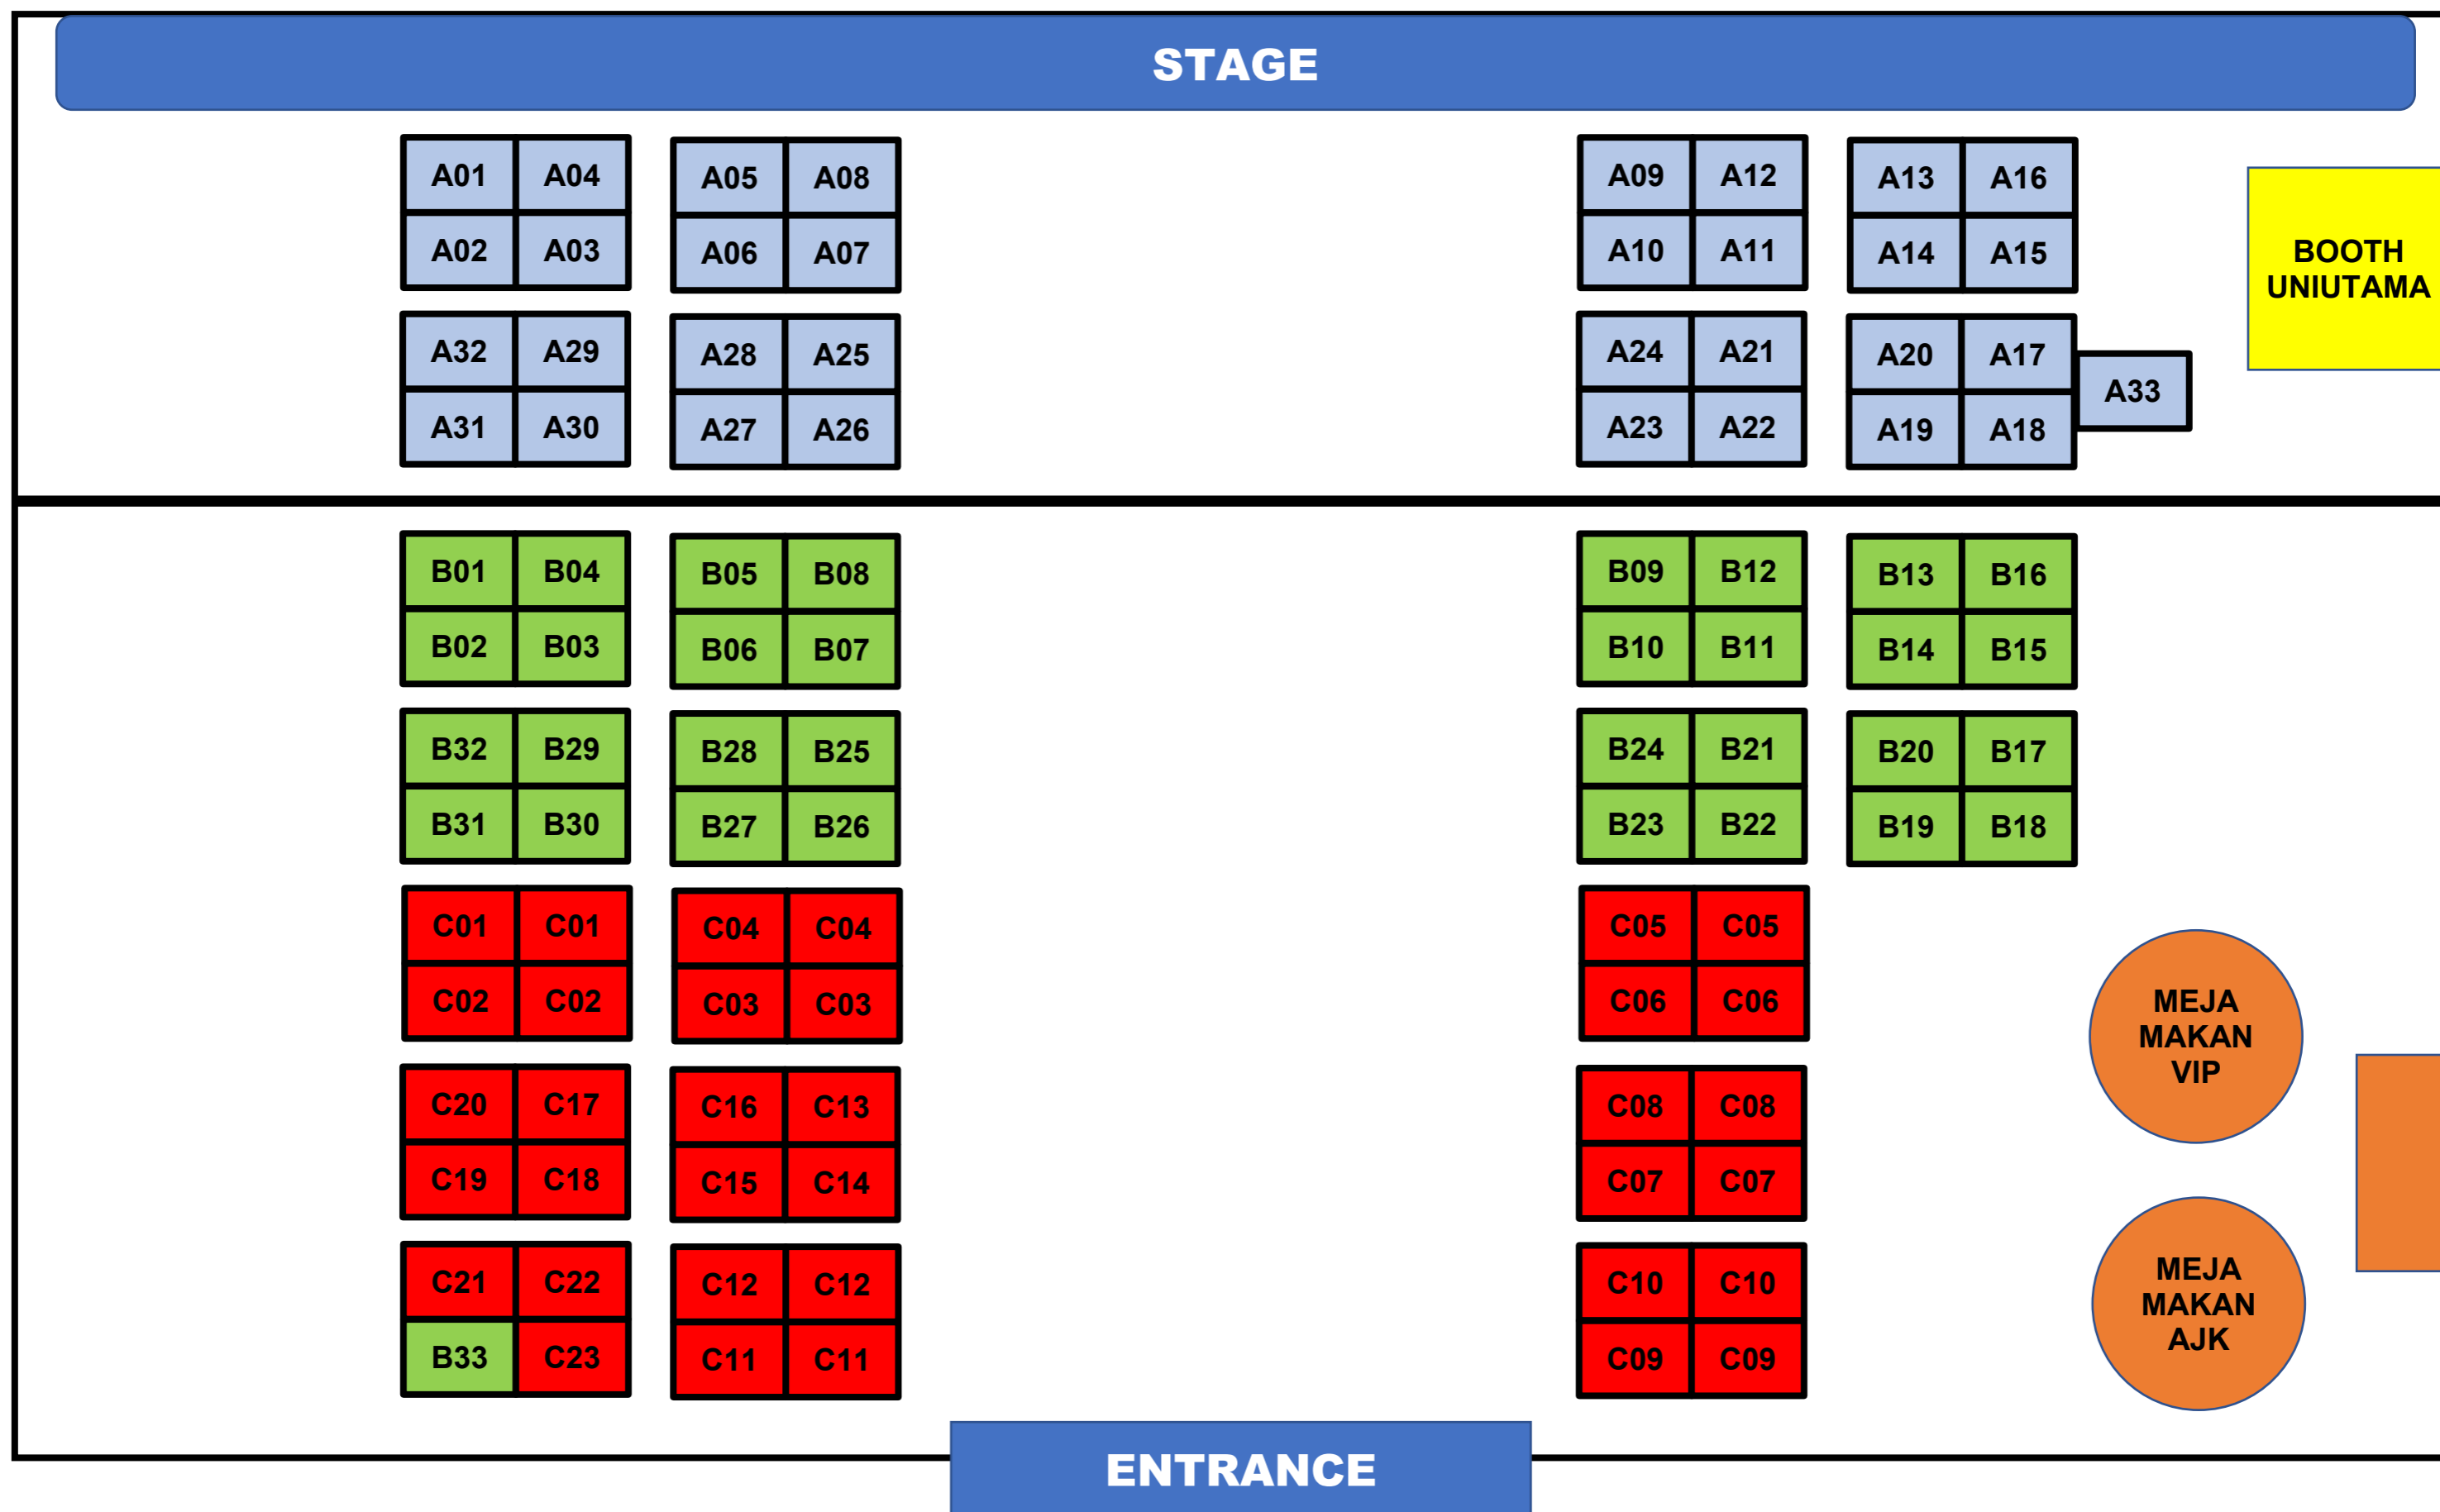 STAGE
A01 A04 A05 A08 A09 A12 A13 A16
A02 A03 A06 A07 A10 A11 A14 A15
BOOTH
UNIUTAMA
A32 A29 A28 A25 A24 A21 A20 A17
A33
A31 A30 A27 A26 A23 A22 A19 A18
B01 B04 B05 B08 B09 B12 B13 B16
B02 B03 B06 B07 B10 B11 B14 B15
B32 B29 B28 B25 B24 B21 B20 B17
B31 B30 B27 B26 B23 B22 B19 B18
C01 C01 C04 C04 C05 C05
C02 C02 C03 C03 C06 C06
MEJA
MAKAN
VIP
C20 C17 C16 C13 C08 C08
C19 C18 C15 C14 C07 C07
C21 C22 C12 C12 C10 C10
B33 C23 C11 C11 C09 C09
MEJA
MAKAN
AJK
ENTRANCE